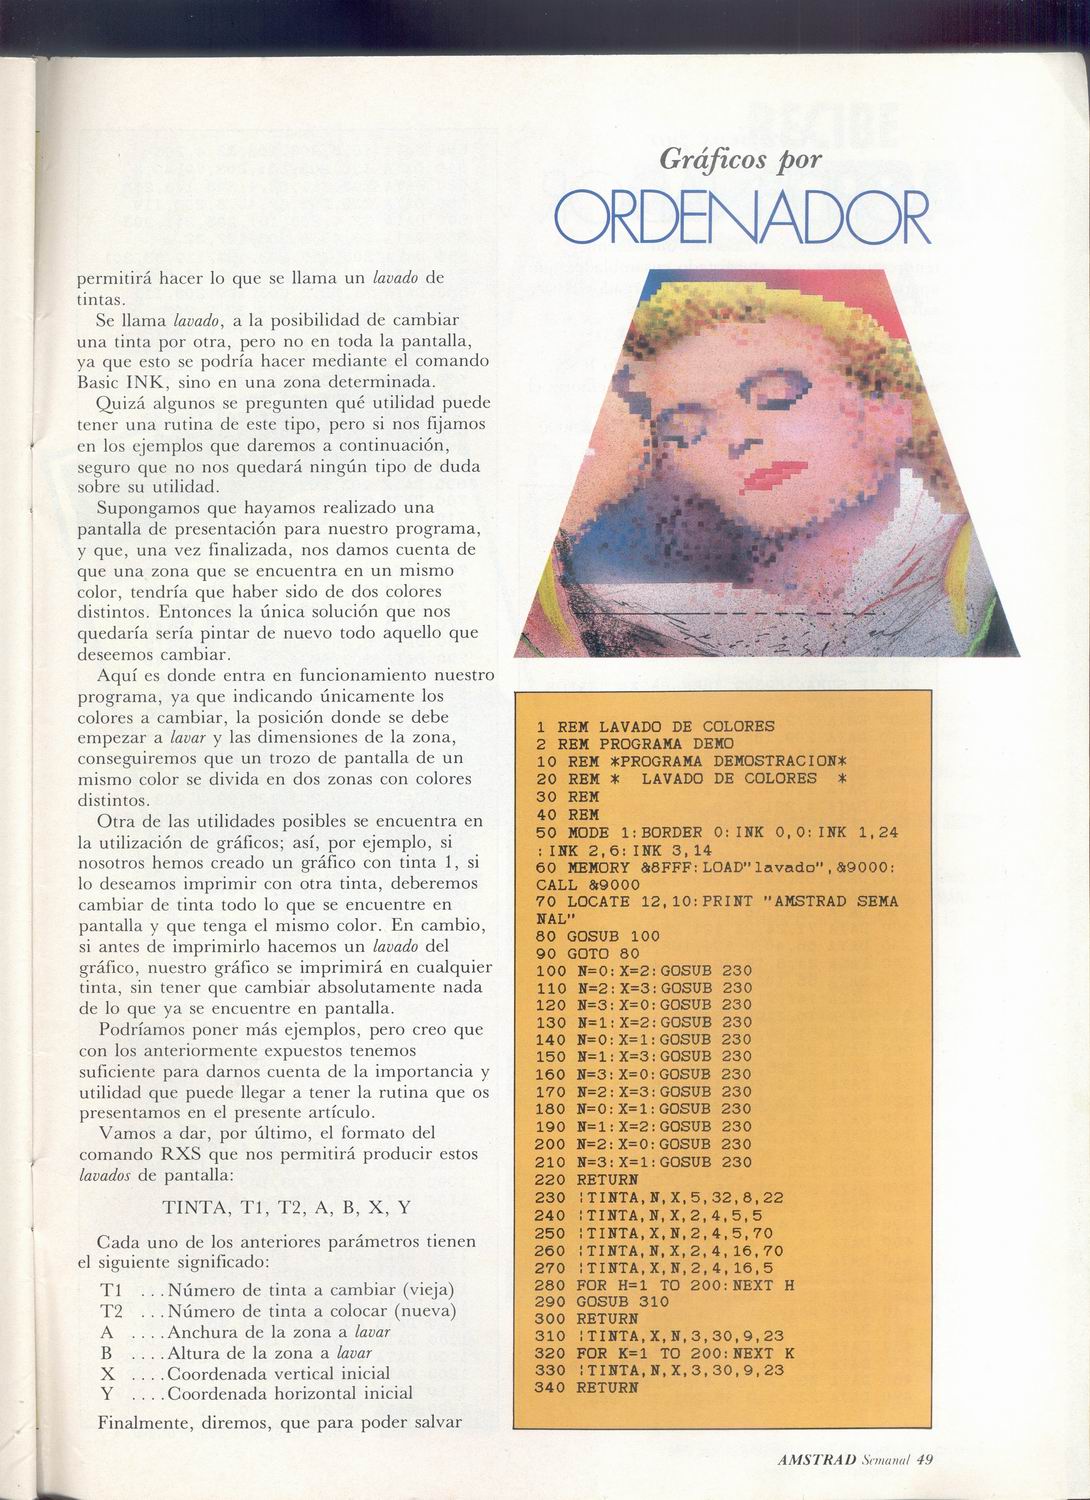 Gráficos por
ORDENADOR
permitirá hacer lo que se llama un lavado de
tintas.
Se llama lavado, a la posibilidad de cambiar
una tinta por otra, pero no en toda la pantalla,
ya que esto se podría hacer mediante el comando
Basic INK, sino en una zona determinada.
Quizá algunos se pregunten qué utilidad puede
tener una rutina de este tipo, pero si nos fijamos
en los ejemplos que daremos a continuación,
seguro que no nos quedará ningún tipo de duda
sobre su utilidad.
Supongamos que hayamos realizado una
pantalla de presentación para nuestro programa,
y que, una vez finalizada, nos damos cuenta de
que una zona que se encuentra en un mismo
color, tendría que haber sido de dos colores
distintos. Entonces la única solución que nos
quedaría sería pintar de nuevo todo aquello que
deseemos cambiar.
Aquí es donde entra en funcionamiento nuestro
programa, ya que indicando únicamente los
colores a cambiar, la posición donde se debe
empezar a lavar y las dimensiones de la zona,
conseguiremos que un trozo de pantalla de un
mismo color se divida en dos zonas con colores
distintos.
Otra de las utilidades posibles se encuentra en
la utilización de gráficos; así, por ejemplo, si
nosotros hemos creado un gráfico con tinta 1, si
lo deseamos imprimir con otra tinta, deberemos
cambiar de tinta todo lo que se encuentre en
pantalla y que tenga el mismo color. En cambio,
si antes de imprimirlo hacemos un lavado del
gráfico, nuestro gráfico se imprimirá en cualquier
tinta, sin tener que cambiar absolutamente nada
de lo que ya se encuentre en pantalla.
Podríamos poner más ejemplos, pero creo que
con los anteriormente expuestos tenemos
suficiente para darnos cuenta de la importancia y
utilidad que puede llegar a tener la rutina que os
presentamos en el presente artículo.
Vamos a dar, por último, el formato del
comando RXS que nos permitirá producir estos
lavados de pantalla:
TINTA, T1, T2, A, B, X, Y
Cada uno de los anteriores parámetros tienen
el siguiente significado:
T1 ...Número de tinta a cambiar (vieja)
T2 ...Número de tinta a colocar (nueva)
A ....Anchura de la zona a lavar
B ....Altura de la zona a lavar
X ....Coordenada vertical inicial
Y ....Coordenada horizontal inicial
Finalmente, diremos, que para poder salvar
1 REM LAVADO DE COLORES
2 REM PROGRAMA DEMO
10 REM *PROGRAMA DEMOSTRACION*
20 REM *  LAVADO DE COLORES  *
30 REM
40 REM
50 MODE 1:BORDER 0:INK 0,0:INK 1,24
:INK 2,6:INK 3,14
60 MEMORY &8FFF:LOAD"lavado",&9000:
CALL &9000
70 LOCATE 12,10:PRINT "AMSTRAD SEMA
NAL"
80 GOSUB 100
90 GOTO 80
100 N=0:X=2:GOSUB 230
110 N=2:X=3:GOSUB 230
120 N=3:X=0:GOSUB 230
130 N=1:X=2:GOSUB 230
140 N=0:X=1:GOSUB 230
150 N=1:X=3:GOSUB 230
160 N=3:X=0:GOSUB 230
170 N=2:X=3:GOSUB 230
180 N=0:X=1:GOSUB 230
190 N=1:X=2:GOSUB 230
200 N=2:X=0:GOSUB 230
210 N=3:X=1:GOSUB 230
220 RETURN
230 ¦TINTA,N,X,5,32,8,22
240 ¦TINTA,N,X,2,4,5,5
250 ¦TINTA,X,N,2,4,5,70
260 ¦TINTA,N,X,2,4,16,70
270 ¦TINTA,X,N,2,4,16,5
280 FOR H=1 TO 200:NEXT H
290 GOSUB 310
300 RETURN
310 ¦TINTA,X,N,3,30,9,23
320 FOR K=1 TO 200:NEXT K
330 ¦TINTA,N,X,3,30,9,23
340 RETURN
AMSTRAD Semanal 49